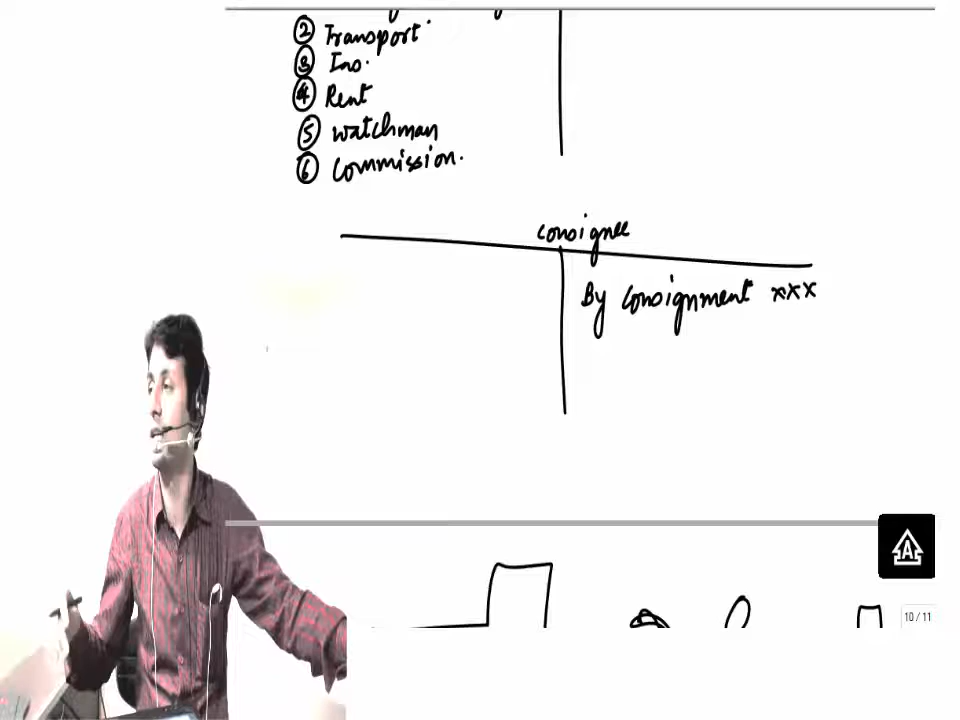 ② Transport
③ Ins.
④ Rent
⑤ Watchman
⑥ Commission.
Consignee
By Consignment xxx
A
10 / 11